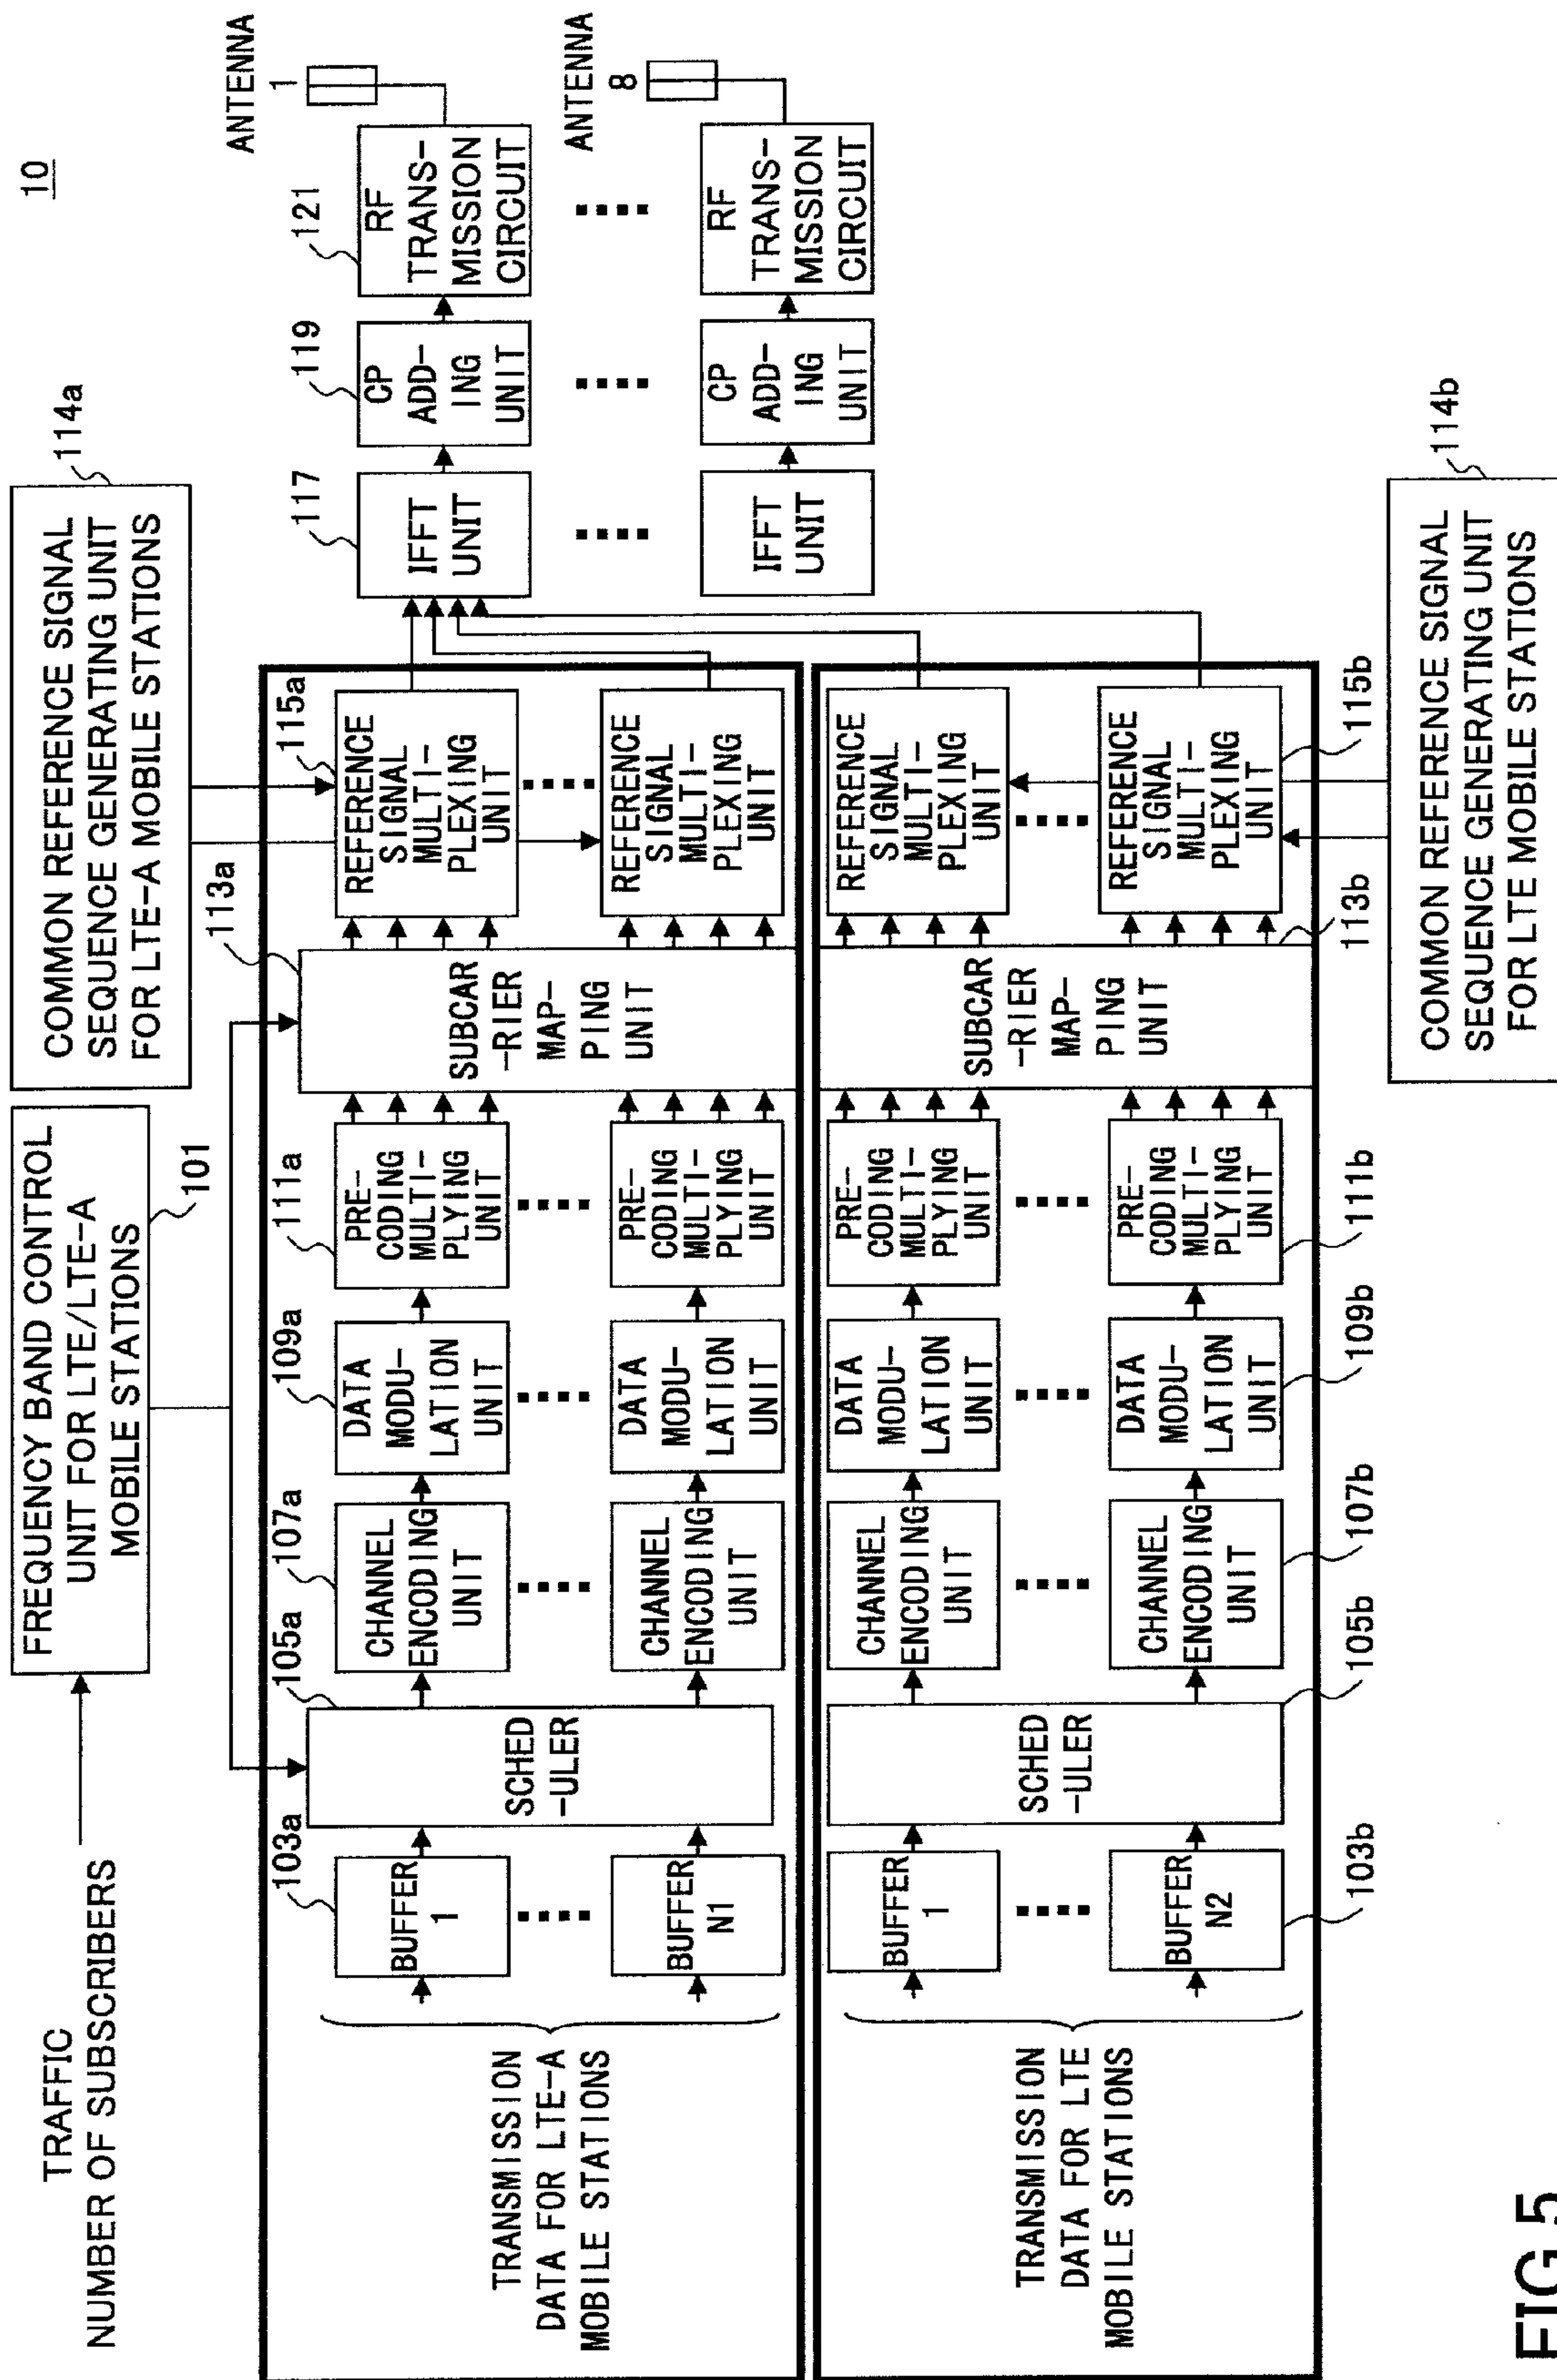 10
TRAFFIC
NUMBER OF SUBSCRIBERS
FREQUENCY BAND CONTROL
UNIT FOR LTE/LTE-A
MOBILE STATIONS
101
COMMON REFERENCE SIGNAL
SEQUENCE GENERATING UNIT
FOR LTE-A MOBILE STATIONS
114a
TRANSMISSION
DATA FOR LTE-A
MOBILE STATIONS
103a
BUFFER
1
BUFFER
N1
105a
SCHED
-ULER
107a
CHANNEL
ENCODING
UNIT
CHANNEL
ENCODING
UNIT
109a
DATA
MODU-
LATION
UNIT
DATA
MODU-
LATION
UNIT
111a
PRE-
CODING
MULTI-
PLYING
UNIT
PRE-
CODING
MULTI-
PLYING
UNIT
113a
SUBCAR
-RIER
MAP-
PING
UNIT
115a
REFERENCE
SIGNAL
MULTI-
PLEXING
UNIT
REFERENCE
SIGNAL
MULTI-
PLEXING
UNIT
117
IFFT
UNIT
IFFT
UNIT
119
CP
ADD-
ING
UNIT
CP
ADD-
ING
UNIT
121
RF
TRANS-
MISSION
CIRCUIT
RF
TRANS-
MISSION
CIRCUIT
ANTENNA
1
ANTENNA
8
TRANSMISSION
DATA FOR LTE
MOBILE STATIONS
BUFFER
1
BUFFER
N2
103b
SCHED
-ULER
105b
CHANNEL
ENCODING
UNIT
CHANNEL
ENCODING
UNIT
107b
DATA
MODU-
LATION
UNIT
DATA
MODU-
LATION
UNIT
109b
PRE-
CODING
MULTI-
PLYING
UNIT
PRE-
CODING
MULTI-
PLYING
UNIT
111b
SUBCAR
-RIER
MAP-
PING
UNIT
113b
REFERENCE
SIGNAL
MULTI-
PLEXING
UNIT
REFERENCE
SIGNAL
MULTI-
PLEXING
UNIT
115b
COMMON REFERENCE SIGNAL
SEQUENCE GENERATING UNIT
FOR LTE MOBILE STATIONS
114b
FIG.5